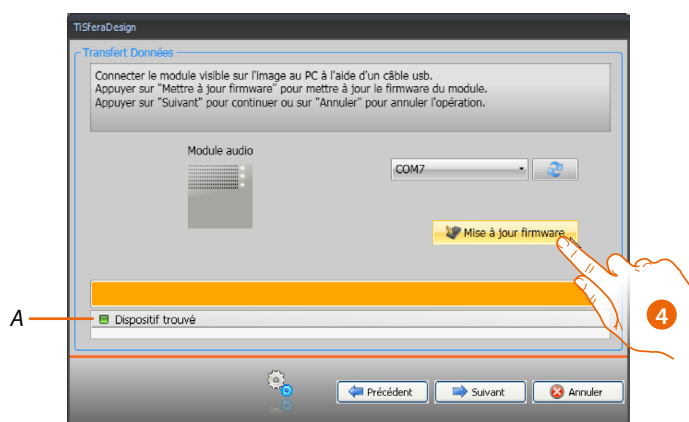 TiSferaDesign
Transfert Données
Connecter le module visible sur l'image au PC à l'aide d'un câble usb.
Appuyer sur "Mettre à jour firmware" pour mettre à jour le firmware du module.
Appuyer sur "Suivant" pour continuer ou sur "Annuler" pour annuler l'opération.
Module audio
COM7
Mise à jour firmware
4
A
Dispositif trouvé
Précédent
Suivant
Annuler